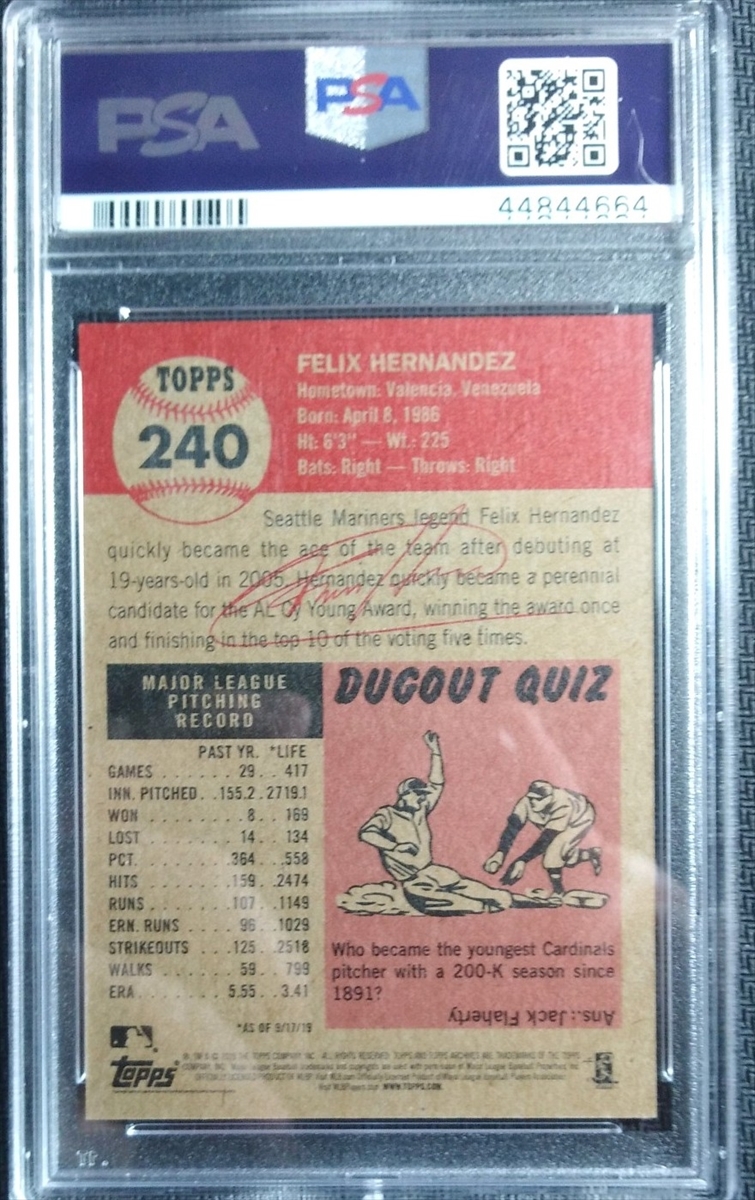 PSA
PSA
44844664
TOPPS
240
FELIX HERNANDEZ
Hometown: Valencia, Venezuela
Born: April 8, 1986
Ht: 6'3" — Wt.: 225
Bats: Right — Throws: Right
Seattle Mariners legend Felix Hernandez
quickly became the ace of the team after debuting at
19-years-old in 2005. Hernandez quickly became a perennial
candidate for the AL Cy Young Award, winning the award once
and finishing in the top 10 of the voting five times.
MAJOR LEAGUE
PITCHING
RECORD
PAST YR. *LIFE
GAMES . . . . . . 29 . . 417
INN. PITCHED . . 155.2 . 2719.1
WON . . . . . . . 8 . . 169
LOST . . . . . . . 14 . . 134
PCT. . . . . . . . .364 . . .558
HITS . . . . . . . 159 . . 2474
RUNS . . . . . . . 107 . . 1149
ERN. RUNS . . . . 96 . . 1029
STRIKEOUTS . . . 125 . . 2518
WALKS . . . . . . 59 . . 799
ERA . . . . . . . 5.55 . . 3.41
*AS OF 9/17/19
DUGOUT QUIZ
Who became the youngest Cardinals
pitcher with a 200-K season since
1891?
Ans.: Jack Flaherty
topps
WWW.TOPPS.COM